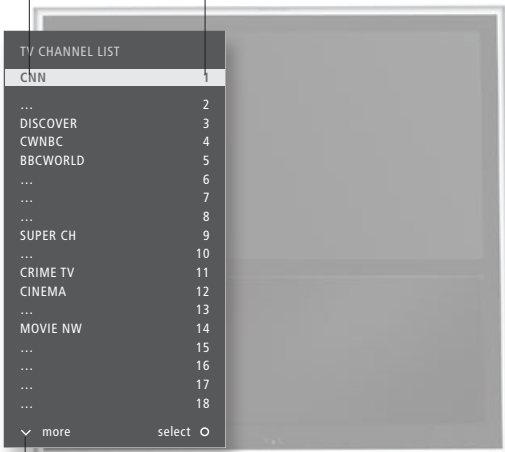 TV CHANNEL LIST
CNN 1
... 2
DISCOVER 3
CWNBC 4
BBCWORLD 5
... 6
... 7
... 8
SUPER CH 9
... 10
CRIME TV 11
CINEMA 12
... 13
MOVIE NW 14
... 15
... 16
... 17
... 18
more select